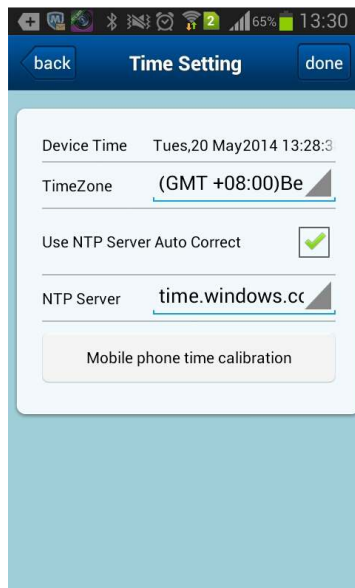 2 65% 13:30
back Time Setting done
Device Time Tues,20 May2014 13:28:3
TimeZone (GMT +08:00)Be
Use NTP Server Auto Correct
NTP Server time.windows.cc
Mobile phone time calibration